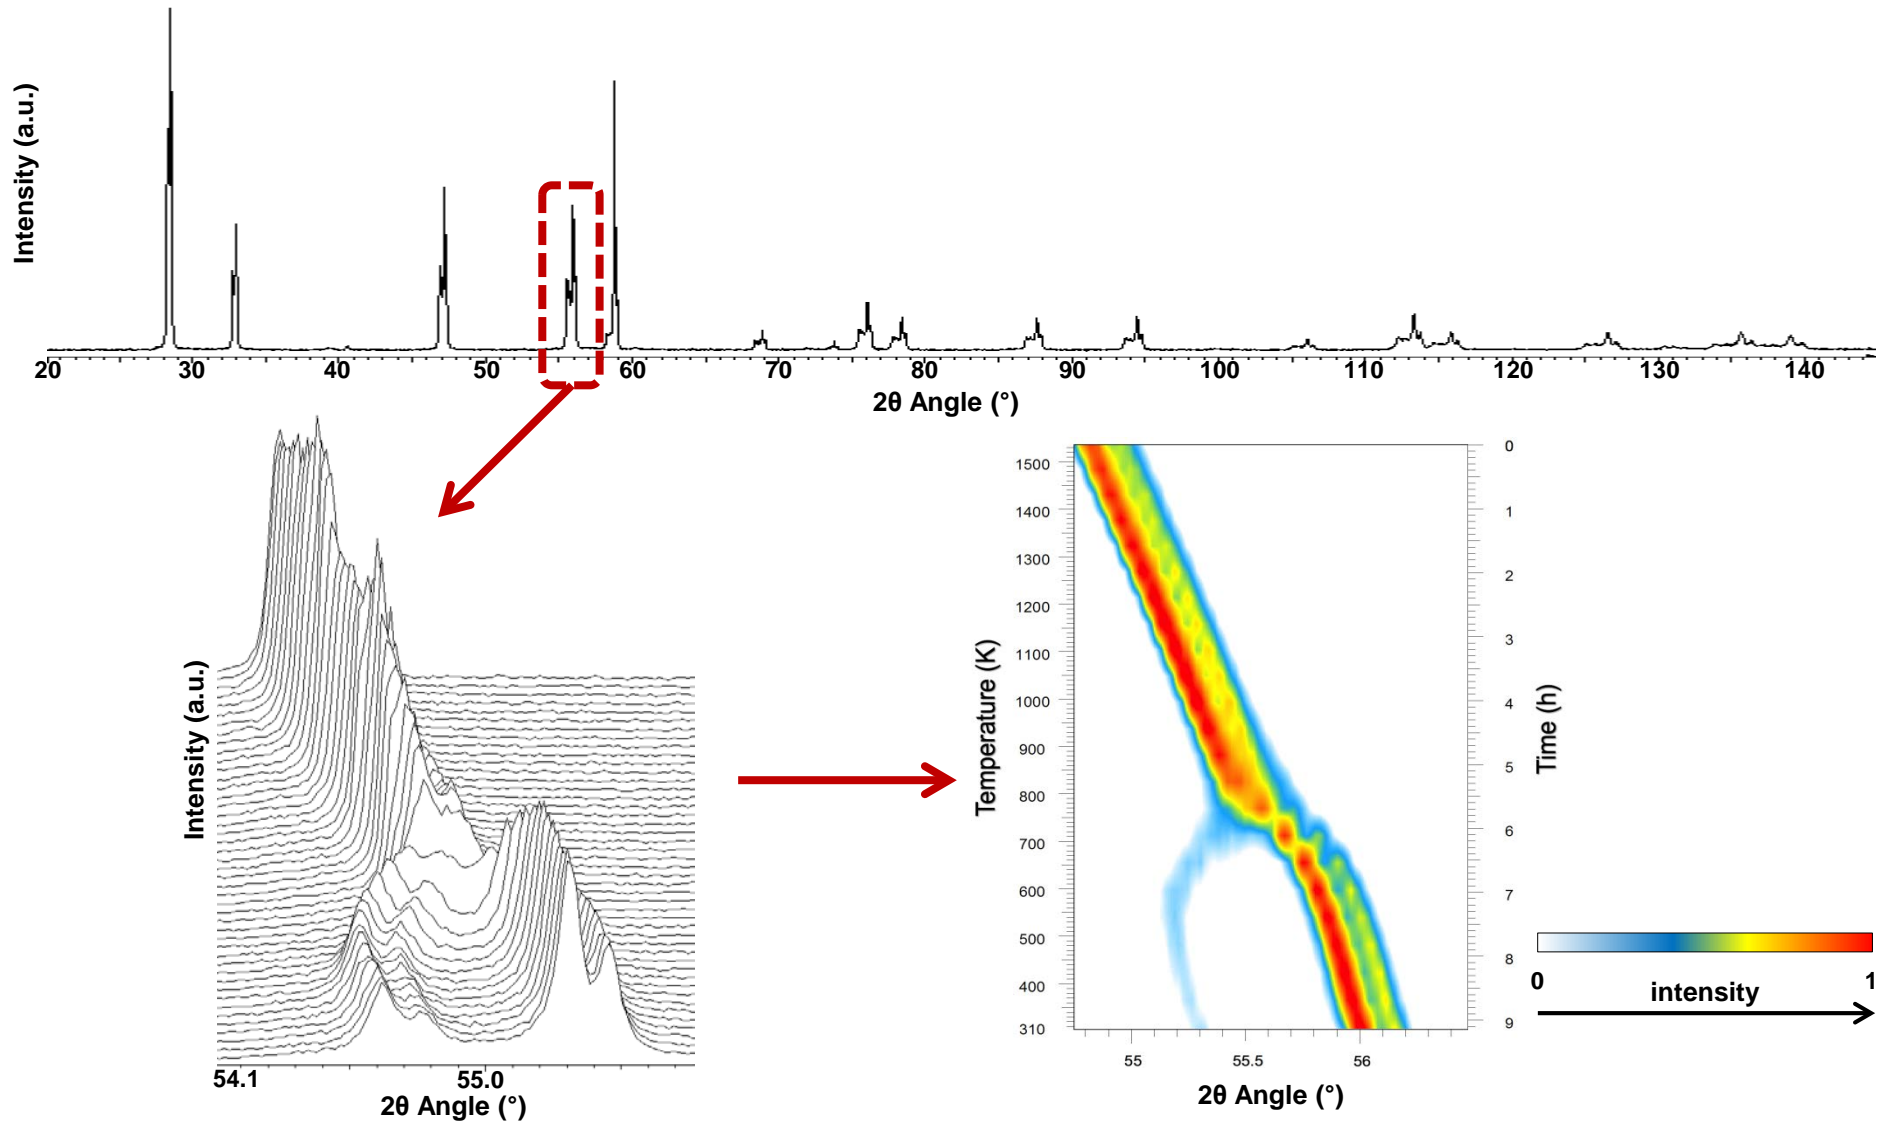 Intensity (a.u.)
20 30 40 50 60 70 80 90 100 110 120 130 140
2θ Angle (°)
Intensity (a.u.)
54.1 55.0
2θ Angle (°)
Temperature (K)
1500
1400
1300
1200
1100
1000
900
800
700
600
500
400
310
55 55.5 56
2θ Angle (°)
0
1
2
3
4
5
6
7
8
9
Time (h)
0 1
intensity